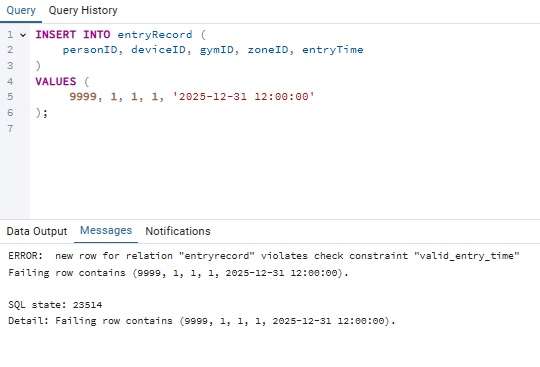 Query Query History
1 INSERT INTO entryRecord (
2 personID, deviceID, gymID, zoneID, entryTime
3 )
4 VALUES (
5 9999, 1, 1, 1, '2025-12-31 12:00:00'
6 );
7
Data Output Messages Notifications
ERROR:  new row for relation "entryrecord" violates check constraint "valid_entry_time"
Failing row contains (9999, 1, 1, 1, 2025-12-31 12:00:00).
SQL state: 23514
Detail: Failing row contains (9999, 1, 1, 1, 2025-12-31 12:00:00).